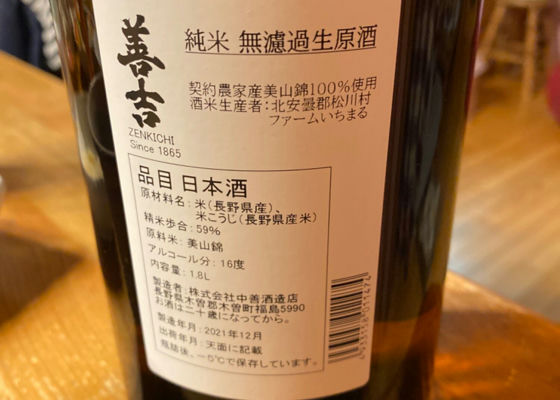 善吉
ZENKICHI
Since 1865
純米 無濾過生原酒
契約農家産美山錦100%使用
酒米生産者：北安曇郡松川村
ファームいちまる
品目 日本酒
原材料名：米(長野県産)、
米こうじ(長野県産米)
精米歩合：59%
原料米：美山錦
アルコール分：16度
内容量：1.8L
製造者：株式会社中善酒造店
長野県木曽郡木曽町福島5990
お酒は二十歳になってから。
製造年月：2021年12月
出荷年月：天面に記載
瓶詰後、－5℃で保存しています。